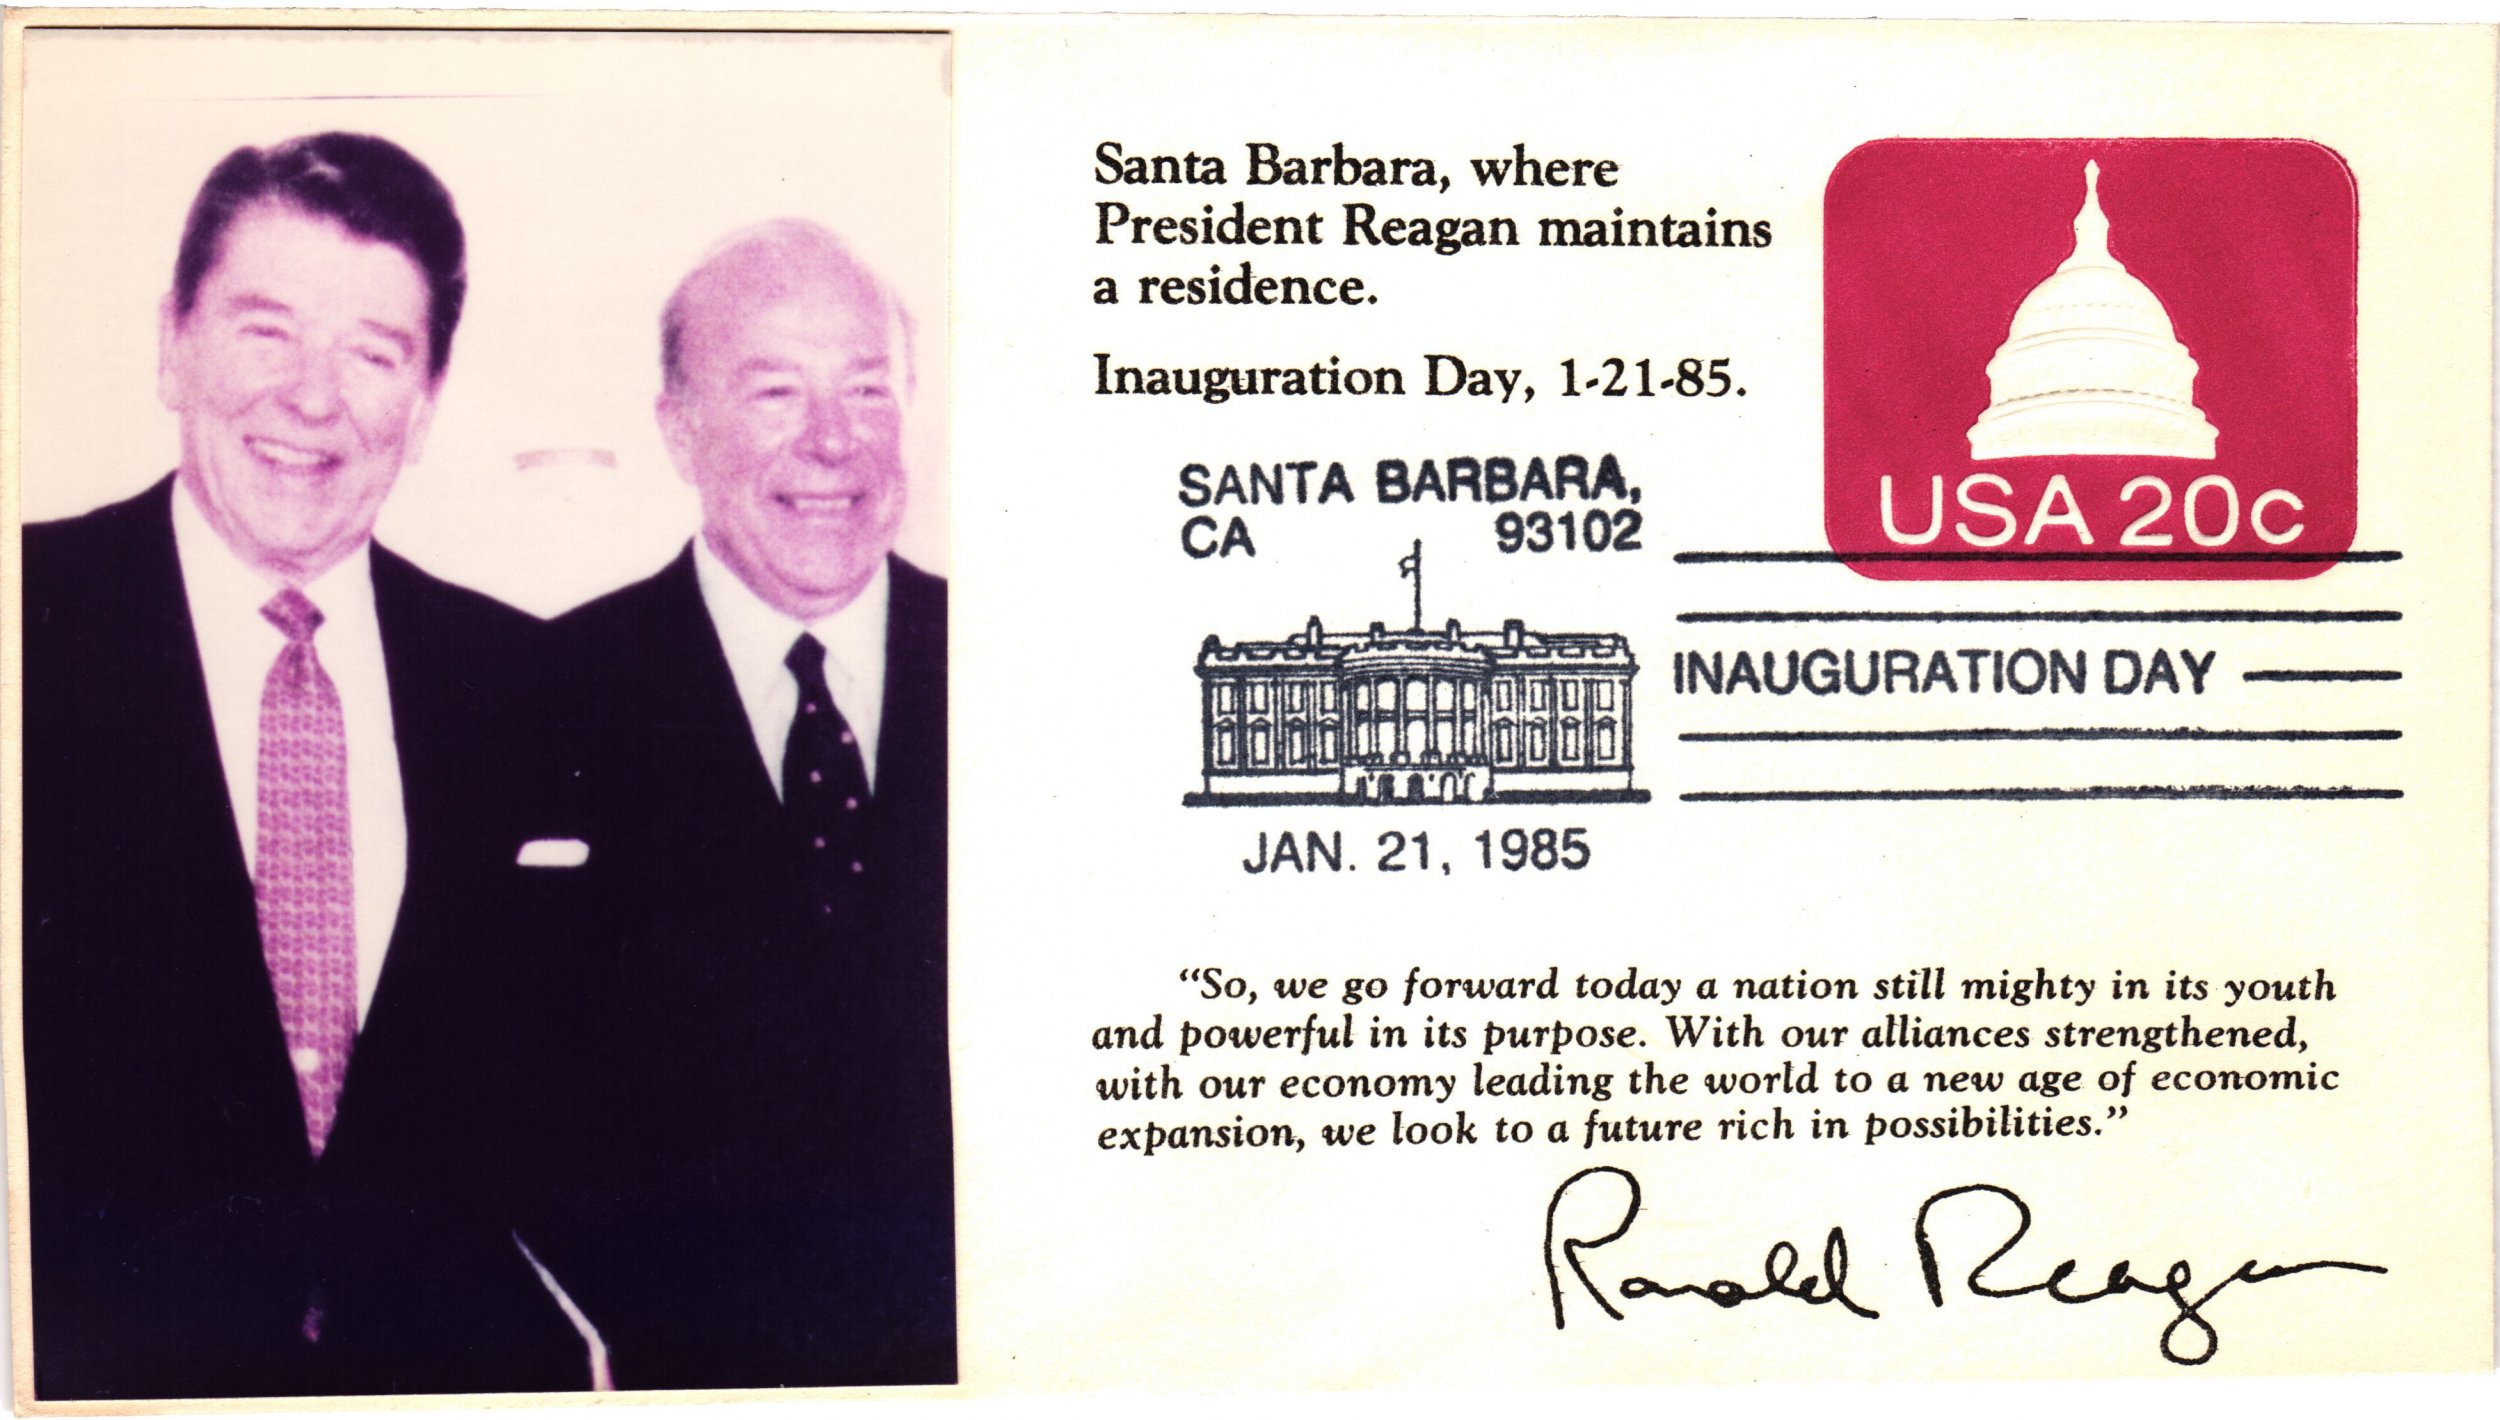 Santa Barbara, where
President Reagan maintains
a residence.
Inauguration Day, 1-21-85.
USA 20c
SANTA BARBARA,
CA 93102
INAUGURATION DAY
JAN. 21, 1985
“So, we go forward today a nation still mighty in its youth
and powerful in its purpose. With our alliances strengthened,
with our economy leading the world to a new age of economic
expansion, we look to a future rich in possibilities.”
Ronald Reagan